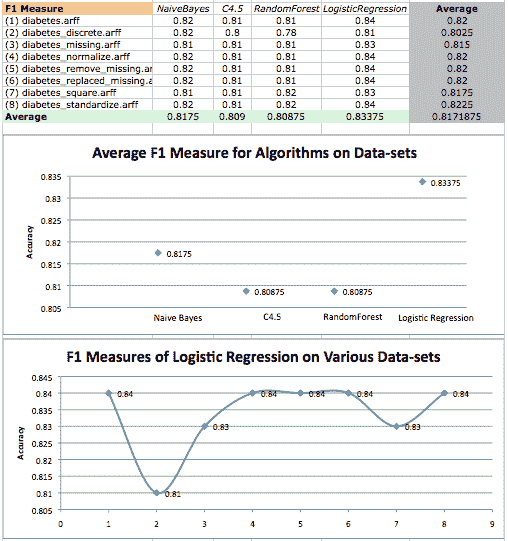 F1 Measure NaiveBayes C4.5 RandomForest LogisticRegression Average
(1) diabetes.arff 0.82 0.81 0.81 0.84 0.82
(2) diabetes_discrete.arff 0.82 0.8 0.78 0.81 0.8025
(3) diabetes_missing.arff 0.81 0.81 0.81 0.83 0.815
(4) diabetes_normalize.arff 0.82 0.81 0.81 0.84 0.82
(5) diabetes_remove_missing.ar 0.82 0.81 0.81 0.84 0.82
(6) diabetes_replaced_missing.a 0.82 0.81 0.81 0.84 0.82
(7) diabetes_square.arff 0.81 0.81 0.82 0.83 0.8175
(8) diabetes_standardize.arff 0.82 0.81 0.82 0.84 0.8225
Average 0.8175 0.809 0.80875 0.83375 0.8171875
Average F1 Measure for Algorithms on Data-sets
Accuracy
0.835
0.83
0.825
0.82
0.815
0.81
0.805
0.83375
0.8175
0.80875
0.80875
Naive Bayes C4.5 RandomForest Logistic Regression
F1 Measures of Logistic Regression on Various Data-sets
Accuracy
0.845
0.84
0.835
0.83
0.825
0.82
0.815
0.81
0.805
0.84
0.81
0.83
0.84
0.84
0.84
0.83
0.84
0 1 2 3 4 5 6 7 8 9